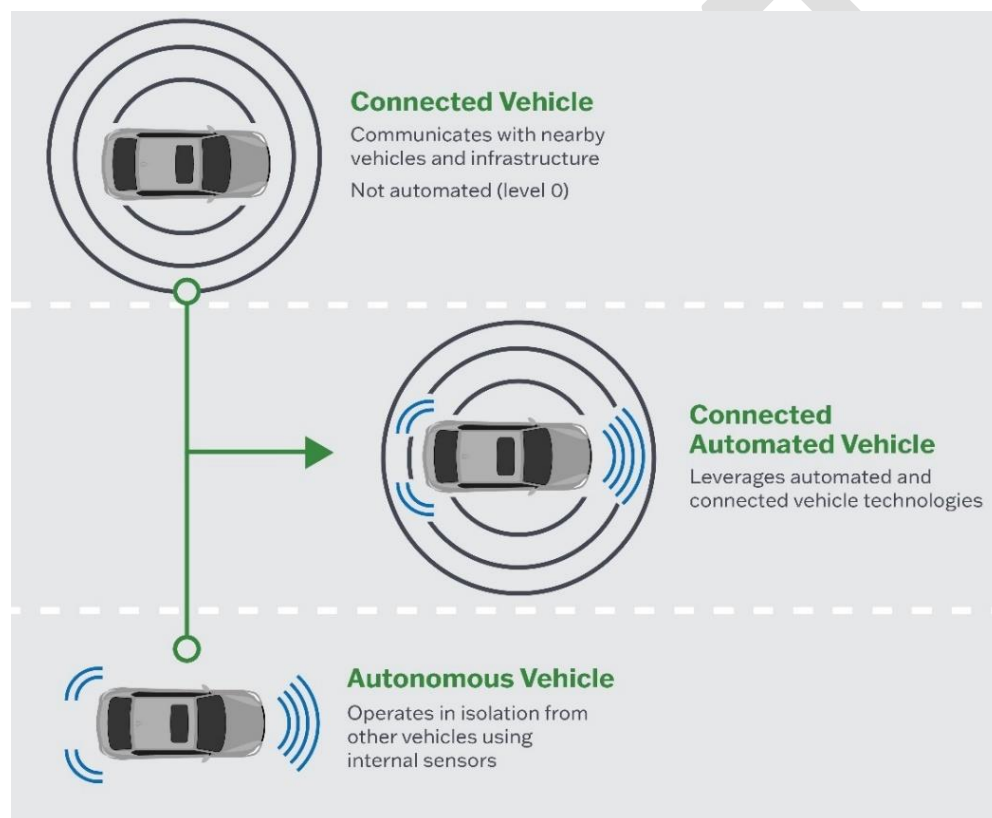 Connected Vehicle
Communicates with nearby
vehicles and infrastructure
Not automated (level 0)
Connected
Automated Vehicle
Leverages automated and
connected vehicle technologies
Autonomous Vehicle
Operates in isolation from
other vehicles using
internal sensors